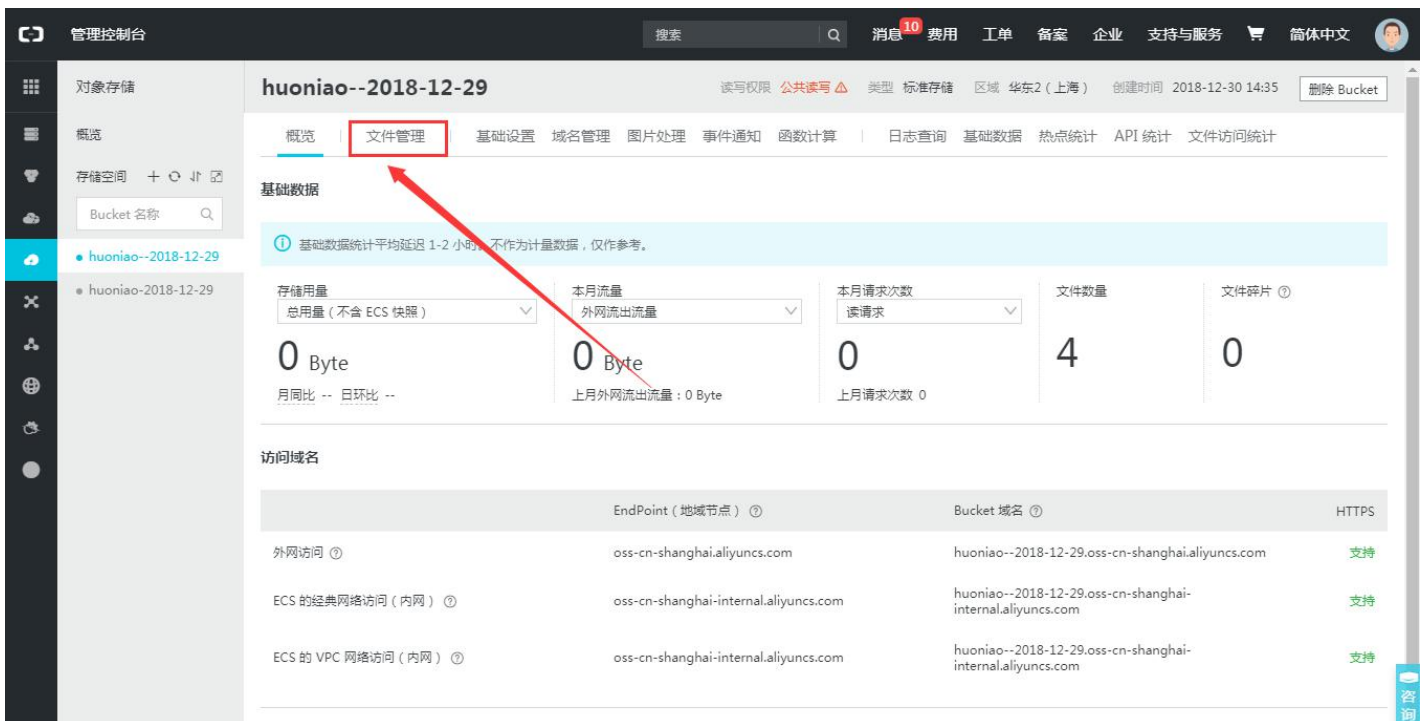 管理控制台 搜索 消息 10 费用 工单 备案 企业 支持与服务 简体中文
对象存储
huoniao--2018-12-29 读写权限 公共读写 类型 标准存储 区域 华东2（上海） 创建时间 2018-12-30 14:35 删除 Bucket
概览
概览 文件管理 基础设置 域名管理 图片处理 事件通知 函数计算 日志查询 基础数据 热点统计 API 统计 文件访问统计
存储空间
Bucket 名称
huoniao--2018-12-29
huoniao-2018-12-29
基础数据
基础数据统计平均延迟 1-2 小时，不作为计量数据，仅作参考。
存储用量 本月流量 本月请求次数 文件数量 文件碎片
总用量（不含 ECS 快照） 外网流出流量 读请求
0 Byte 0 Byte 0 4 0
月同比 -- 日环比 -- 上月外网流出流量：0 Byte 上月请求次数 0
访问域名
EndPoint（地域节点） Bucket 域名 HTTPS
外网访问 oss-cn-shanghai.aliyuncs.com huoniao--2018-12-29.oss-cn-shanghai.aliyuncs.com 支持
ECS 的经典网络访问（内网） oss-cn-shanghai-internal.aliyuncs.com huoniao--2018-12-29.oss-cn-shanghai-
internal.aliyuncs.com 支持
ECS 的 VPC 网络访问（内网） oss-cn-shanghai-internal.aliyuncs.com huoniao--2018-12-29.oss-cn-shanghai-
internal.aliyuncs.com 支持
咨
询